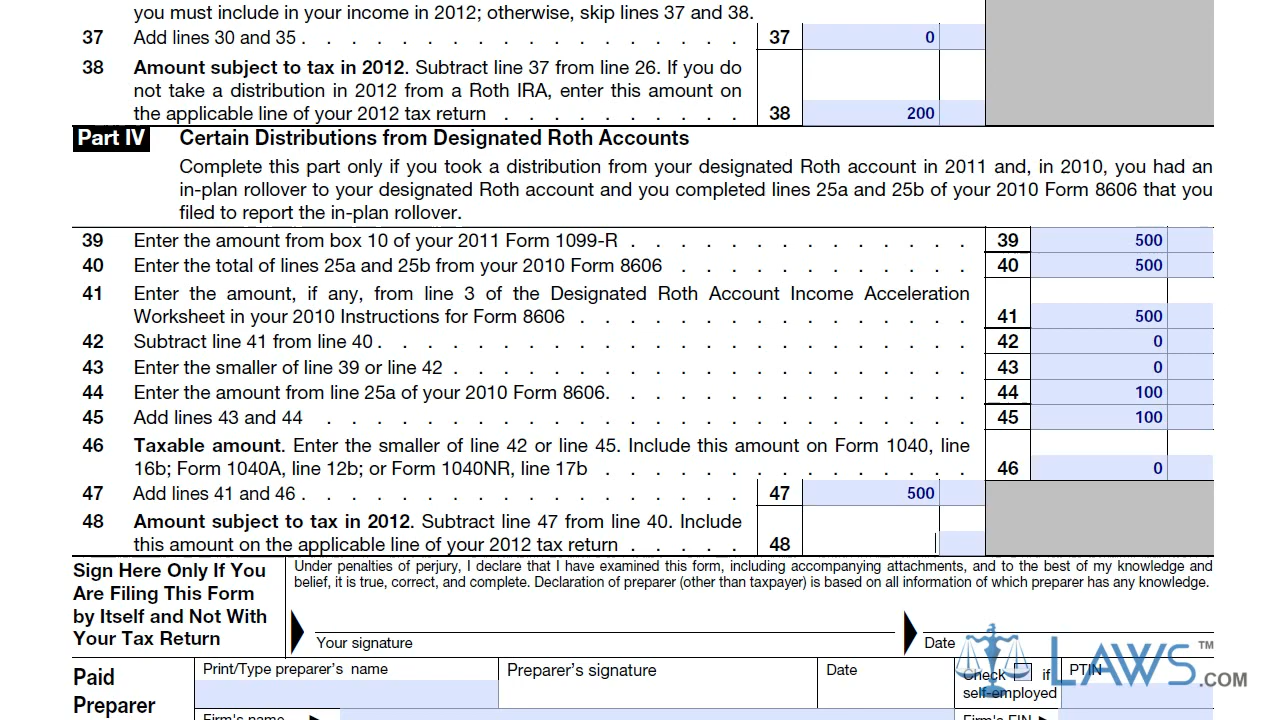 you must include in your income in 2012; otherwise, skip lines 37 and 38.
37 Add lines 30 and 35 . . . . . . . . . . . . . . . . . . 37 0
38 Amount subject to tax in 2012. Subtract line 37 from line 26. If you do
not take a distribution in 2012 from a Roth IRA, enter this amount on
the applicable line of your 2012 tax return . . . . . . . . . . 38 200
Part IV Certain Distributions from Designated Roth Accounts
Complete this part only if you took a distribution from your designated Roth account in 2011 and, in 2010, you had an
in-plan rollover to your designated Roth account and you completed lines 25a and 25b of your 2010 Form 8606 that you
filed to report the in-plan rollover.
39 Enter the amount from box 10 of your 2011 Form 1099-R . . . . . . . . . . . . . . 39 500
40 Enter the total of lines 25a and 25b from your 2010 Form 8606 . . . . . . . . . . . . 40 500
41 Enter the amount, if any, from line 3 of the Designated Roth Account Income Acceleration
Worksheet in your 2010 Instructions for Form 8606 . . . . . . . . . . . . . . . . 41 500
42 Subtract line 41 from line 40 . . . . . . . . . . . . . . . . . . . . . . . . 42 0
43 Enter the smaller of line 39 or line 42 . . . . . . . . . . . . . . . . . . . . . 43 0
44 Enter the amount from line 25a of your 2010 Form 8606. . . . . . . . . . . . . . . 44 100
45 Add lines 43 and 44 . . . . . . . . . . . . . . . . . . . . . . . . . . 45 100
46 Taxable amount. Enter the smaller of line 42 or line 45. Include this amount on Form 1040, line
16b; Form 1040A, line 12b; or Form 1040NR, line 17b . . . . . . . . . . . . . . . 46 0
47 Add lines 41 and 46 . . . . . . . . . . . . . . . . . . 47 500
48 Amount subject to tax in 2012. Subtract line 47 from line 40. Include
this amount on the applicable line of your 2012 tax return . . . . . 48
Sign Here Only If You
Are Filing This Form
by Itself and Not With
Your Tax Return
Under penalties of perjury, I declare that I have examined this form, including accompanying attachments, and to the best of my knowledge and
belief, it is true, correct, and complete. Declaration of preparer (other than taxpayer) is based on all information of which preparer has any knowledge.
Your signature Date
Paid
Preparer
Print/Type preparer's name Preparer's signature Date Check if
self-employed PTIN
Firm's name Firm's EIN
LAWS.COM TM